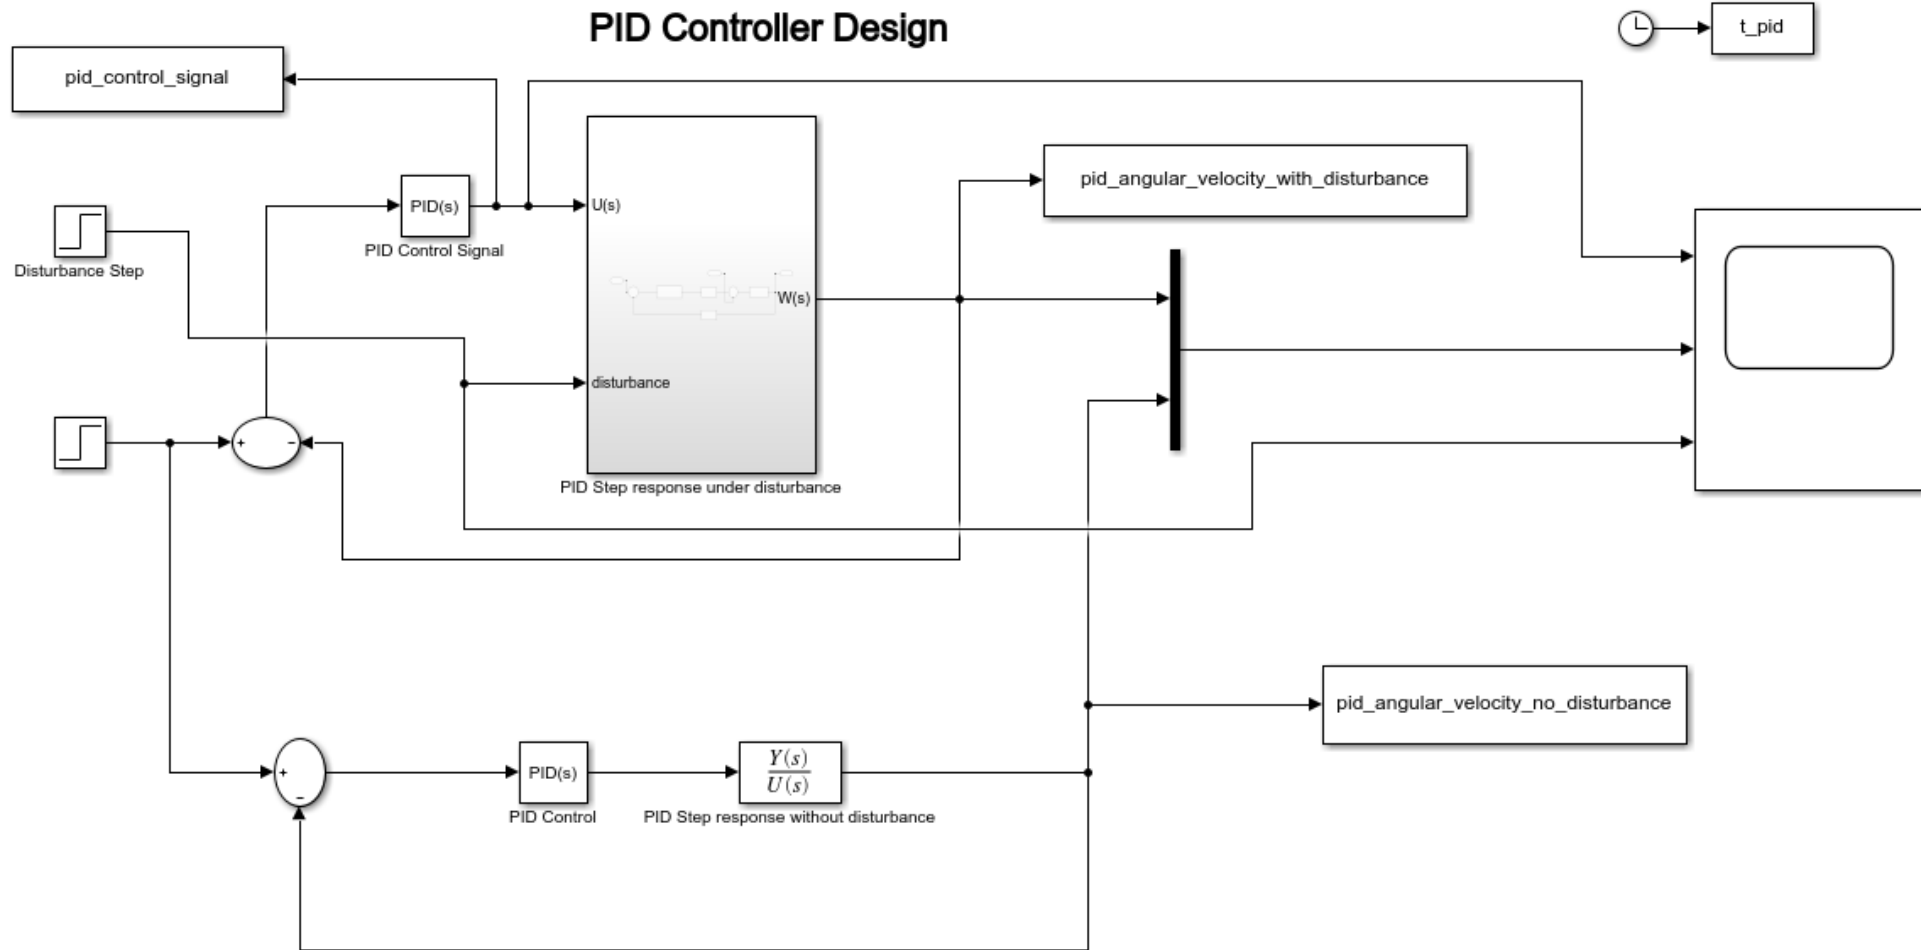 PID Controller Design
t_pid
pid_control_signal
pid_angular_velocity_with_disturbance
PID(s)
U(s)
PID Control Signal
Disturbance Step
W(s)
disturbance
+
−
PID Step response under disturbance
pid_angular_velocity_no_disturbance
+
−
PID(s)
Y(s)
U(s)
PID Control
PID Step response without disturbance